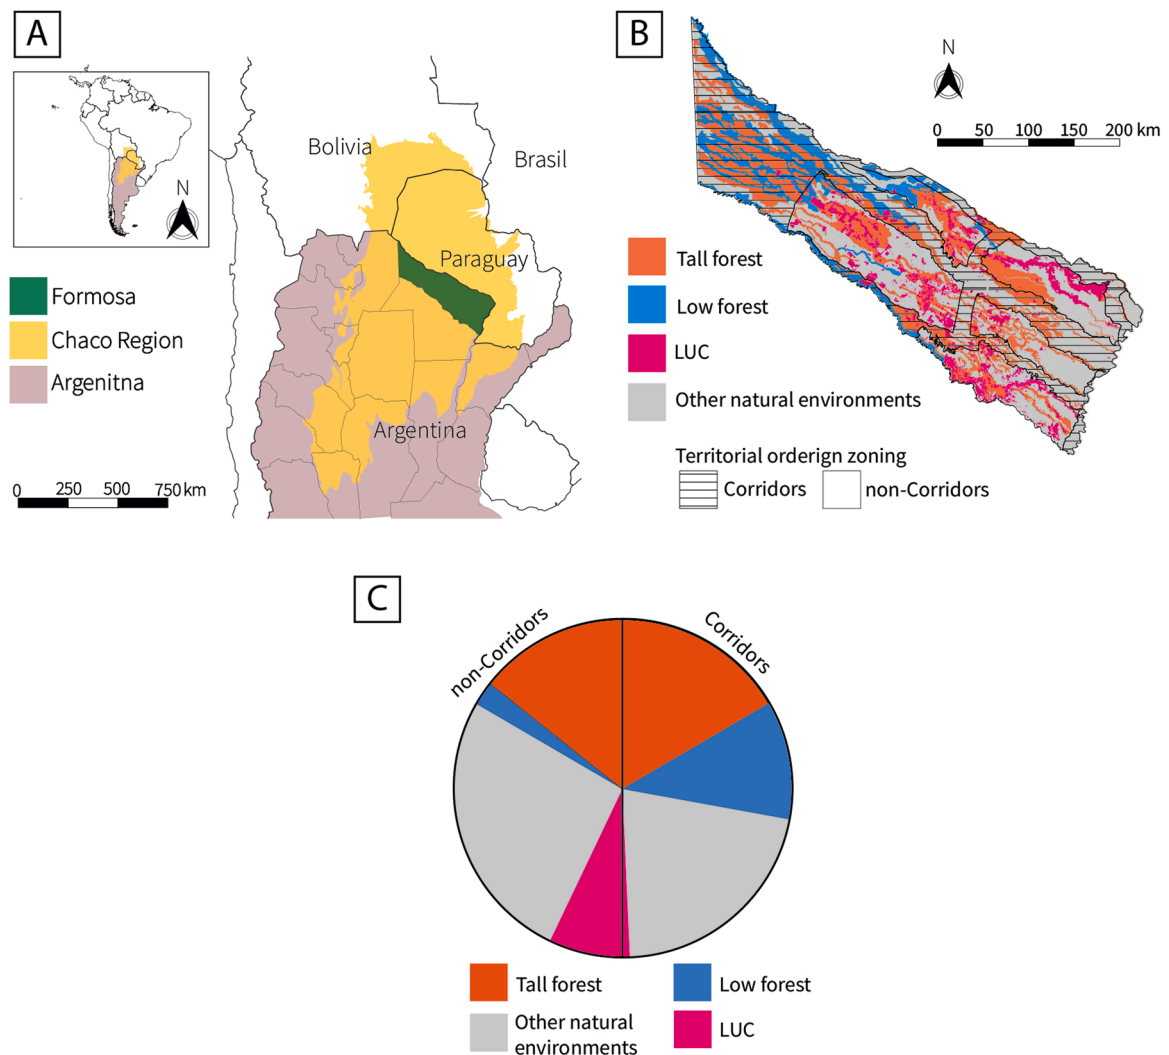 A
N
Bolivia
Brasil
Paraguay
Argentina
Formosa
Chaco Region
Argenitna
0 250 500 750 km
B
N
0 50 100 150 200 km
Tall forest
Low forest
LUC
Other natural environments
Territorial orderign zoning
Corridors
non-Corridors
C
non-Corridors
Corridors
Tall forest
Low forest
Other natural
environments
LUC